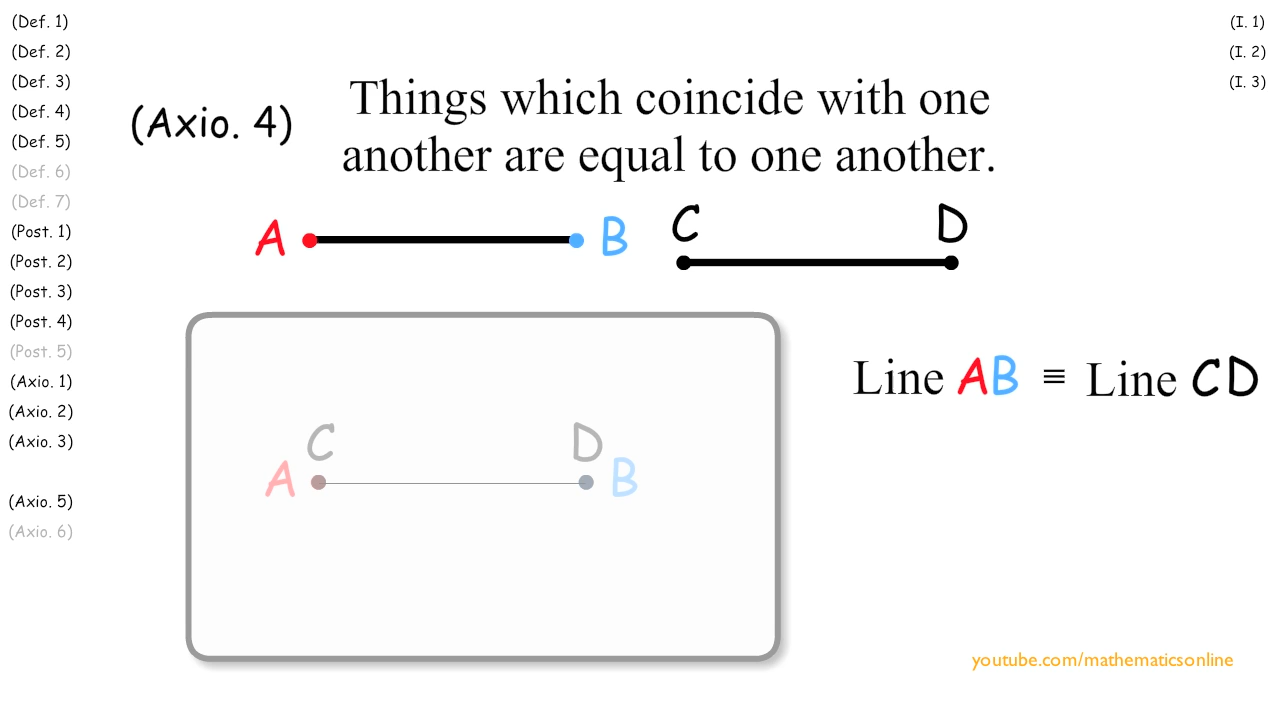 (Def. 1)
(Def. 2)
(Def. 3)
(Def. 4)
(Def. 5)
(Def. 6)
(Def. 7)
(Post. 1)
(Post. 2)
(Post. 3)
(Post. 4)
(Post. 5)
(Axio. 1)
(Axio. 2)
(Axio. 3)
(Axio. 5)
(Axio. 6)
(Axio. 4)
Things which coincide with one
another are equal to one another.
A B
C D
C D
A B
Line AB ≡ Line CD
(I. 1)
(I. 2)
(I. 3)
youtube.com/mathematicsonline